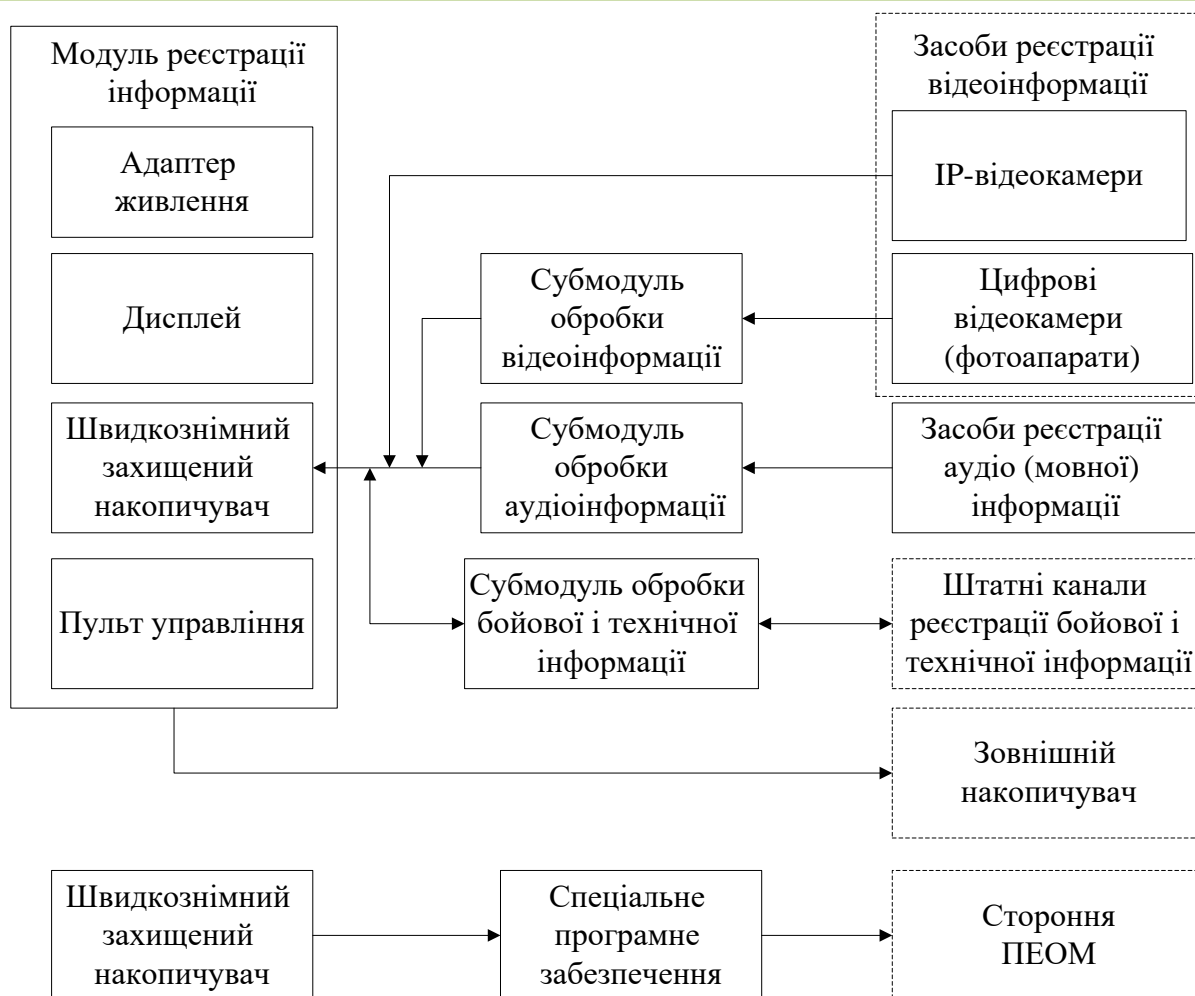 Модуль реєстрації
інформації
Адаптер
живлення
Дисплей
Швидкознімний
захищений
накопичувач
Пульт управління
Субмодуль
обробки
відеоінформації
Субмодуль
обробки
аудіоінформації
Субмодуль обробки
бойової і технічної
інформації
Засоби реєстрації
відеоінформації
IP-відеокамери
Цифрові
відеокамери
(фотоапарати)
Засоби реєстрації
аудіо (мовної)
інформації
Штатні канали
реєстрації бойової і
технічної інформації
Зовнішній
накопичувач
Швидкознімний
захищений
накопичувач
Спеціальне
програмне
забезпечення
Стороння
ПЕОМ